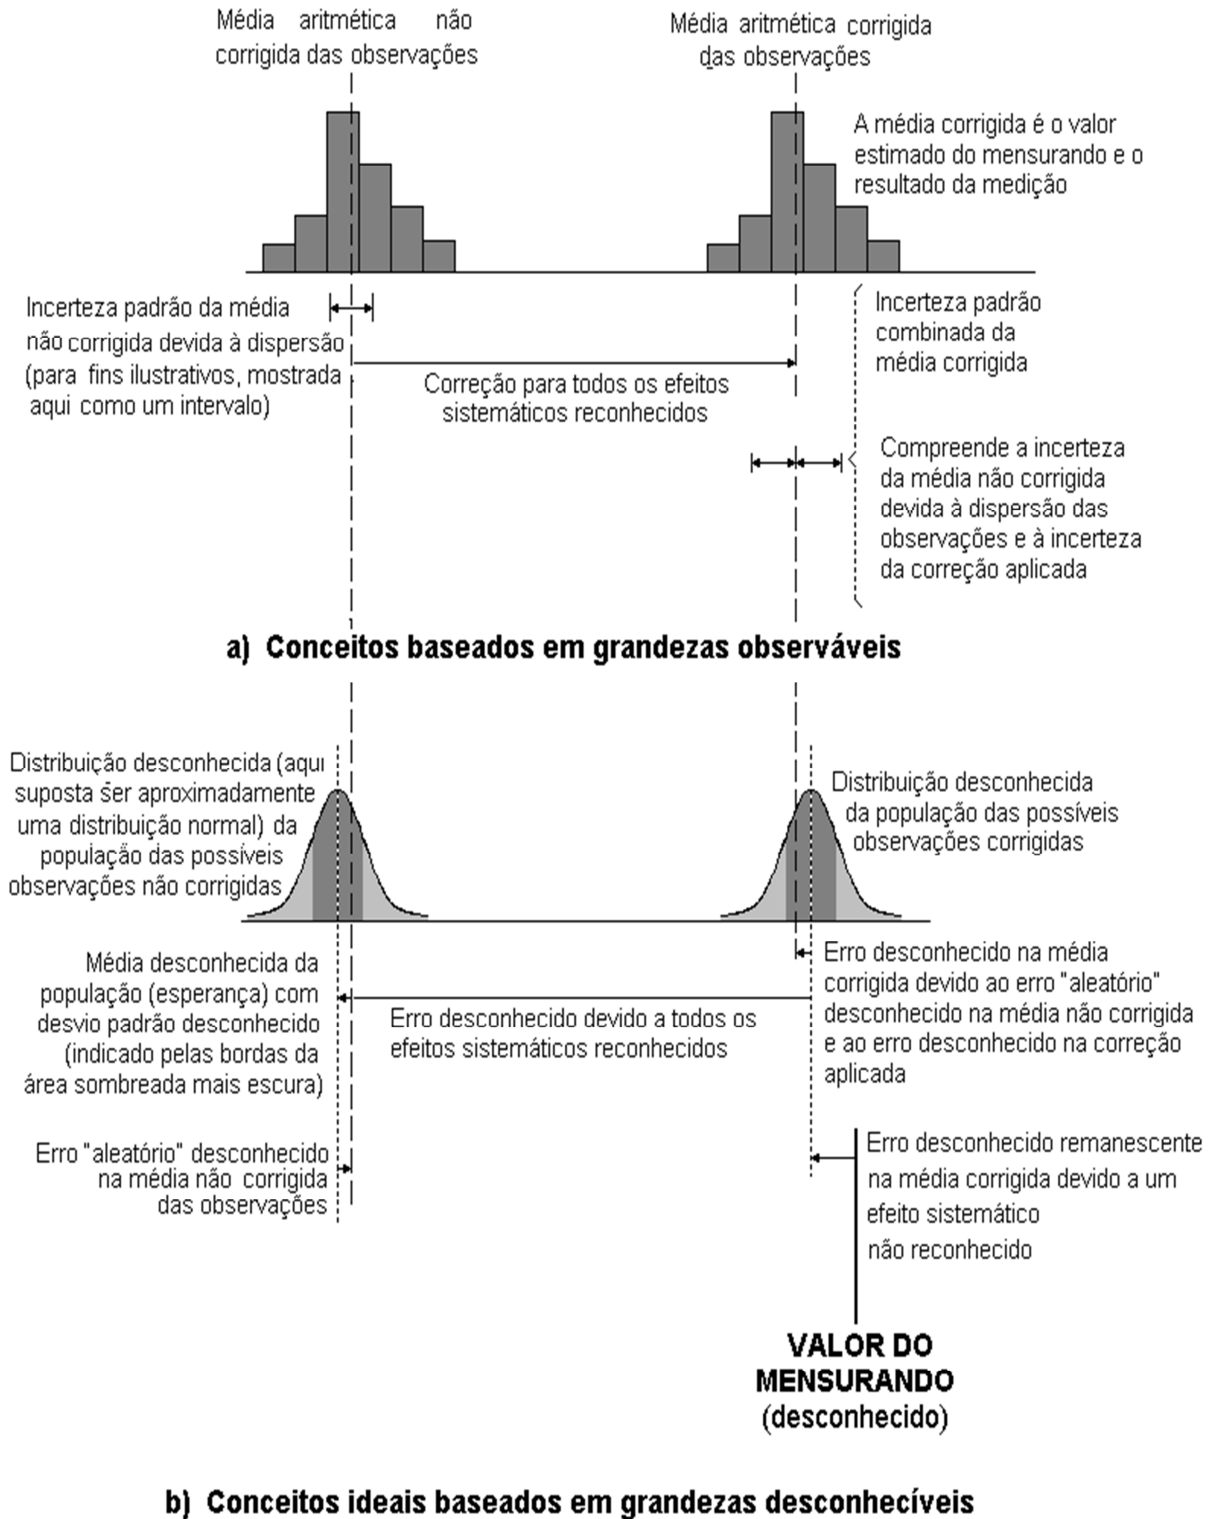 Média aritmética não
corrigida das observações
Média aritmética corrigida
das observações
A média corrigida é o valor
estimado do mensurando e o
resultado da medição
Incerteza padrão da média
não corrigida devida à dispersão
(para fins ilustrativos, mostrada
aqui como um intervalo)
Correção para todos os efeitos
sistemáticos reconhecidos
Incerteza padrão
combinada da
média corrigida
Compreende a incerteza
da média não corrigida
devida à dispersão das
observações e à incerteza
da correção aplicada
a) Conceitos baseados em grandezas observáveis
Distribuição desconhecida (aqui
suposta ser aproximadamente
uma distribuição normal) da
população das possíveis
observações não corrigidas
Distribuição desconhecida
da população das possíveis
observações corrigidas
Média desconhecida da
população (esperança) com
desvio padrão desconhecido
(indicado pelas bordas da
área sombreada mais escura)
Erro desconhecido devido a todos os
efeitos sistemáticos reconhecidos
Erro desconhecido na média
corrigida devido ao erro "aleatório"
desconhecido na média não corrigida
e ao erro desconhecido na correção
aplicada
Erro "aleatório" desconhecido
na média não corrigida
das observações
Erro desconhecido remanescente
na média corrigida devido a um
efeito sistemático
não reconhecido
VALOR DO
MENSURANDO
(desconhecido)
b) Conceitos ideais baseados em grandezas desconhecíveis